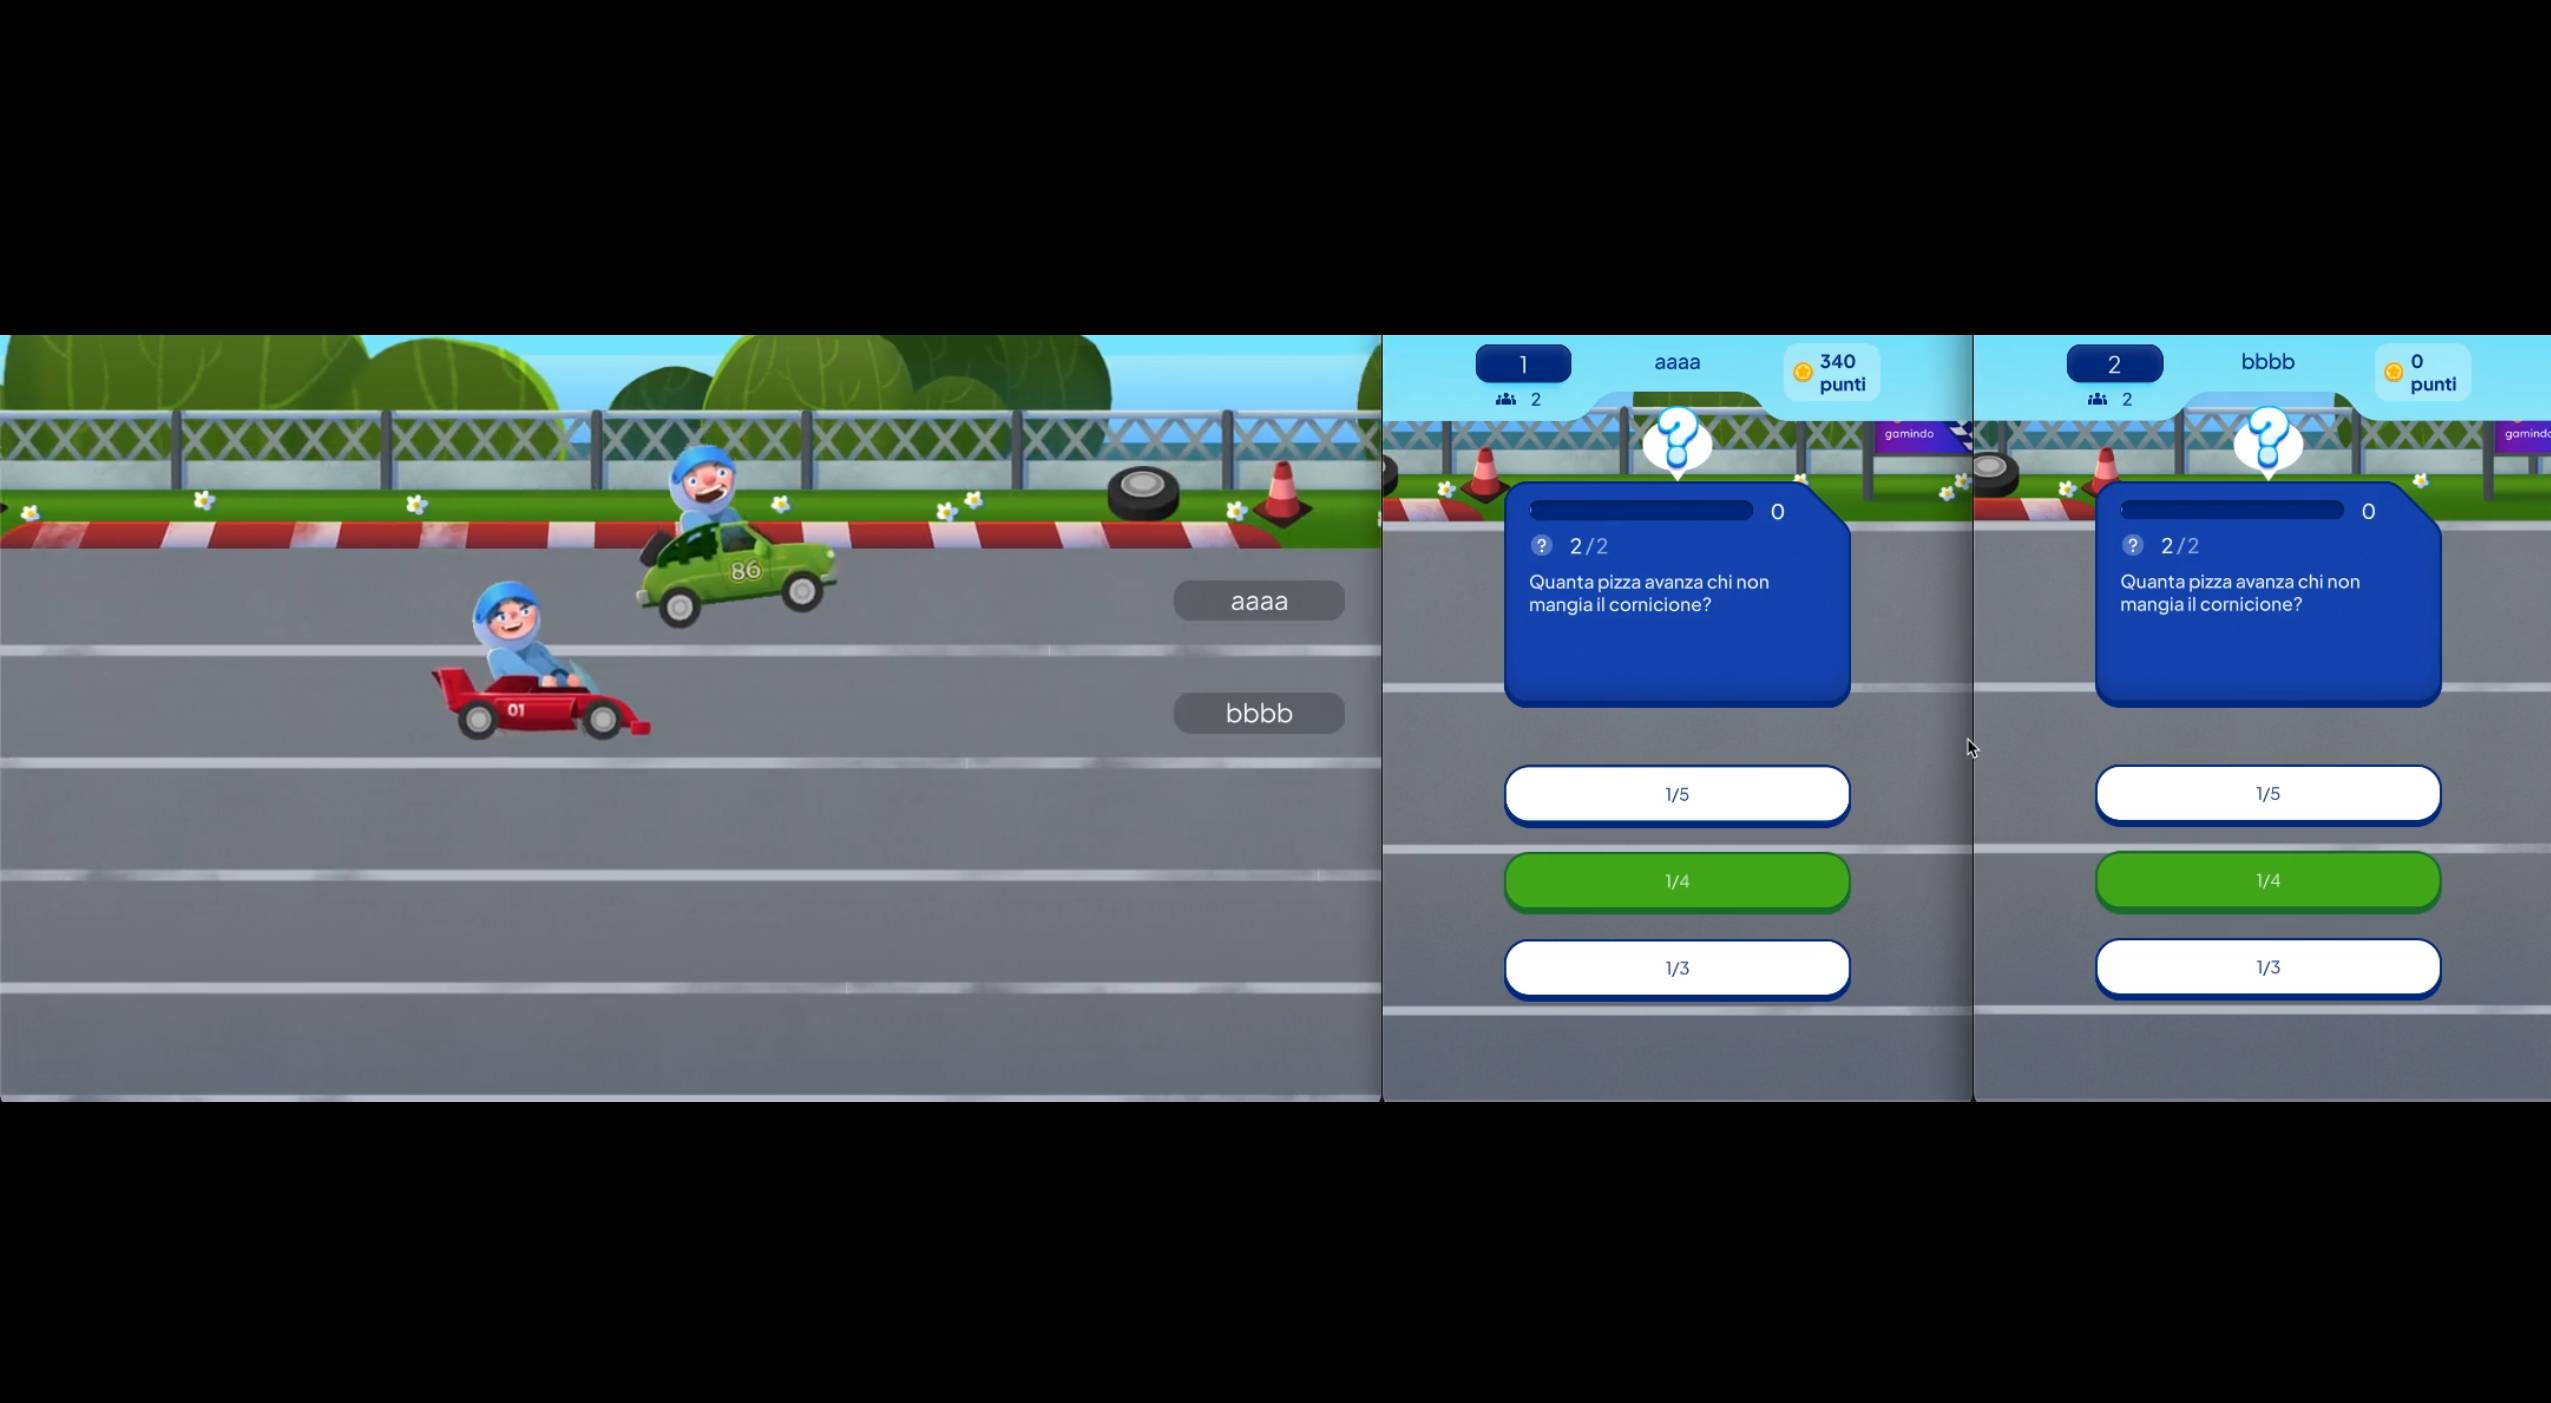 86
01
aaaa
bbbb
1
2
aaaa
340
punti
gamindo
0
2/2
Quanta pizza avanza chi non
mangia il cornicione?
1/5
1/4
1/3
2
2
bbbb
0
punti
gamindo
0
2/2
Quanta pizza avanza chi non
mangia il cornicione?
1/5
1/4
1/3